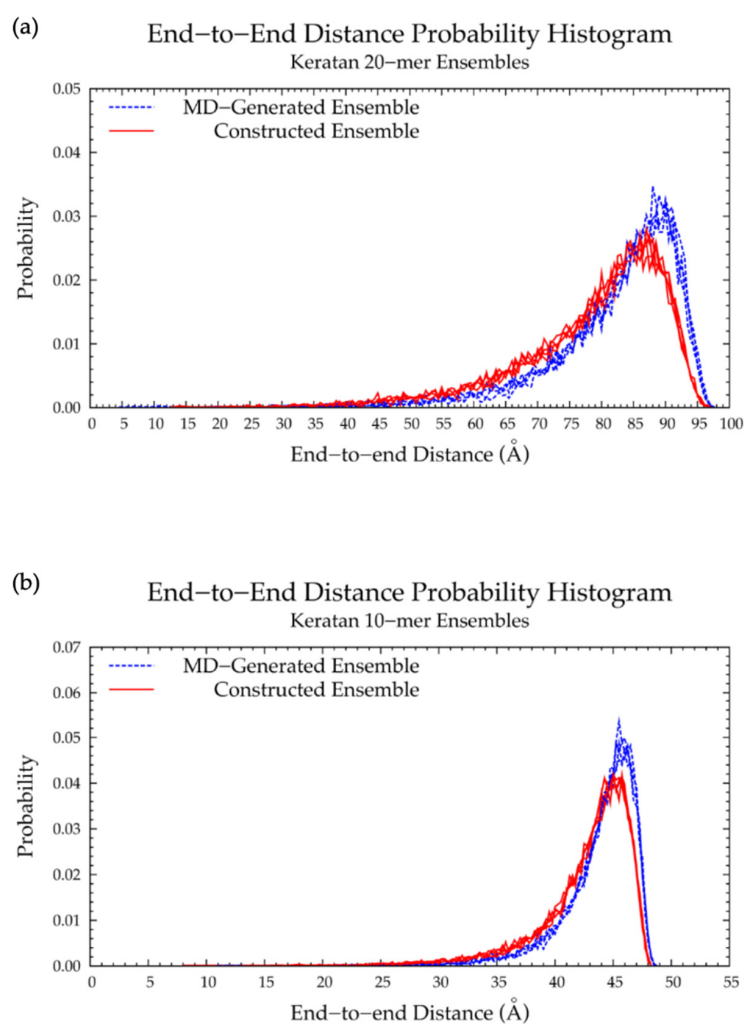 (a)
End−to−End Distance Probability Histogram
Keratan 20−mer Ensembles
MD−Generated Ensemble
Constructed Ensemble
0.05
0.04
0.03
0.02
0.01
0.00
Probability
0 5 10 15 20 25 30 35 40 45 50 55 60 65 70 75 80 85 90 95 100
End−to−end Distance (Å)
(b)
End−to−End Distance Probability Histogram
Keratan 10−mer Ensembles
MD−Generated Ensemble
Constructed Ensemble
0.07
0.06
0.05
0.04
0.03
0.02
0.01
0.00
Probability
0 5 10 15 20 25 30 35 40 45 50 55
End−to−end Distance (Å)